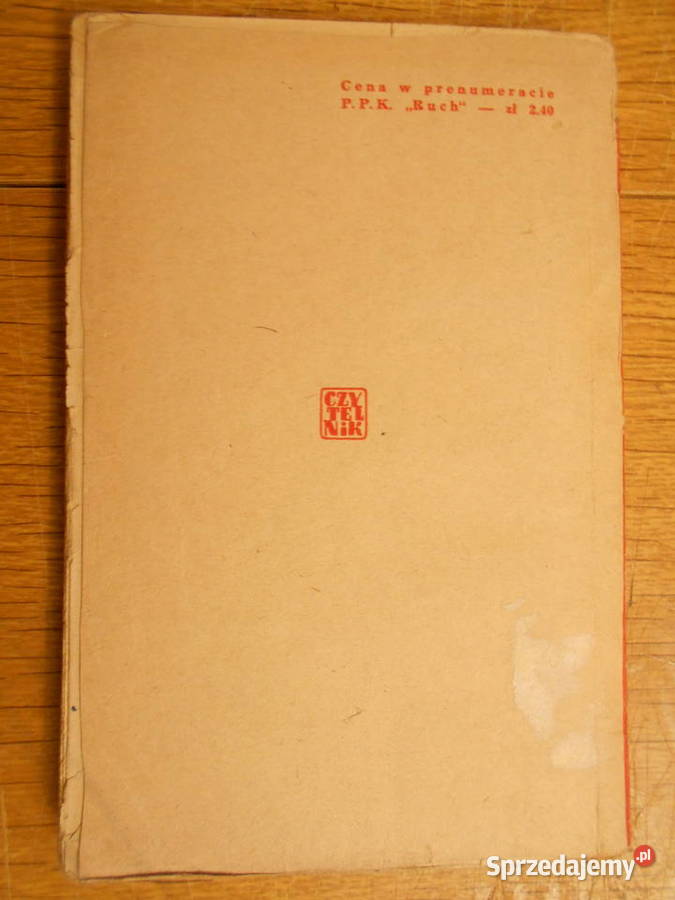 Cena w prenumeracie
P.P.K. „Ruch" — zł 2.40
CZY
TEL
NiK
Sprzedajemy.pl